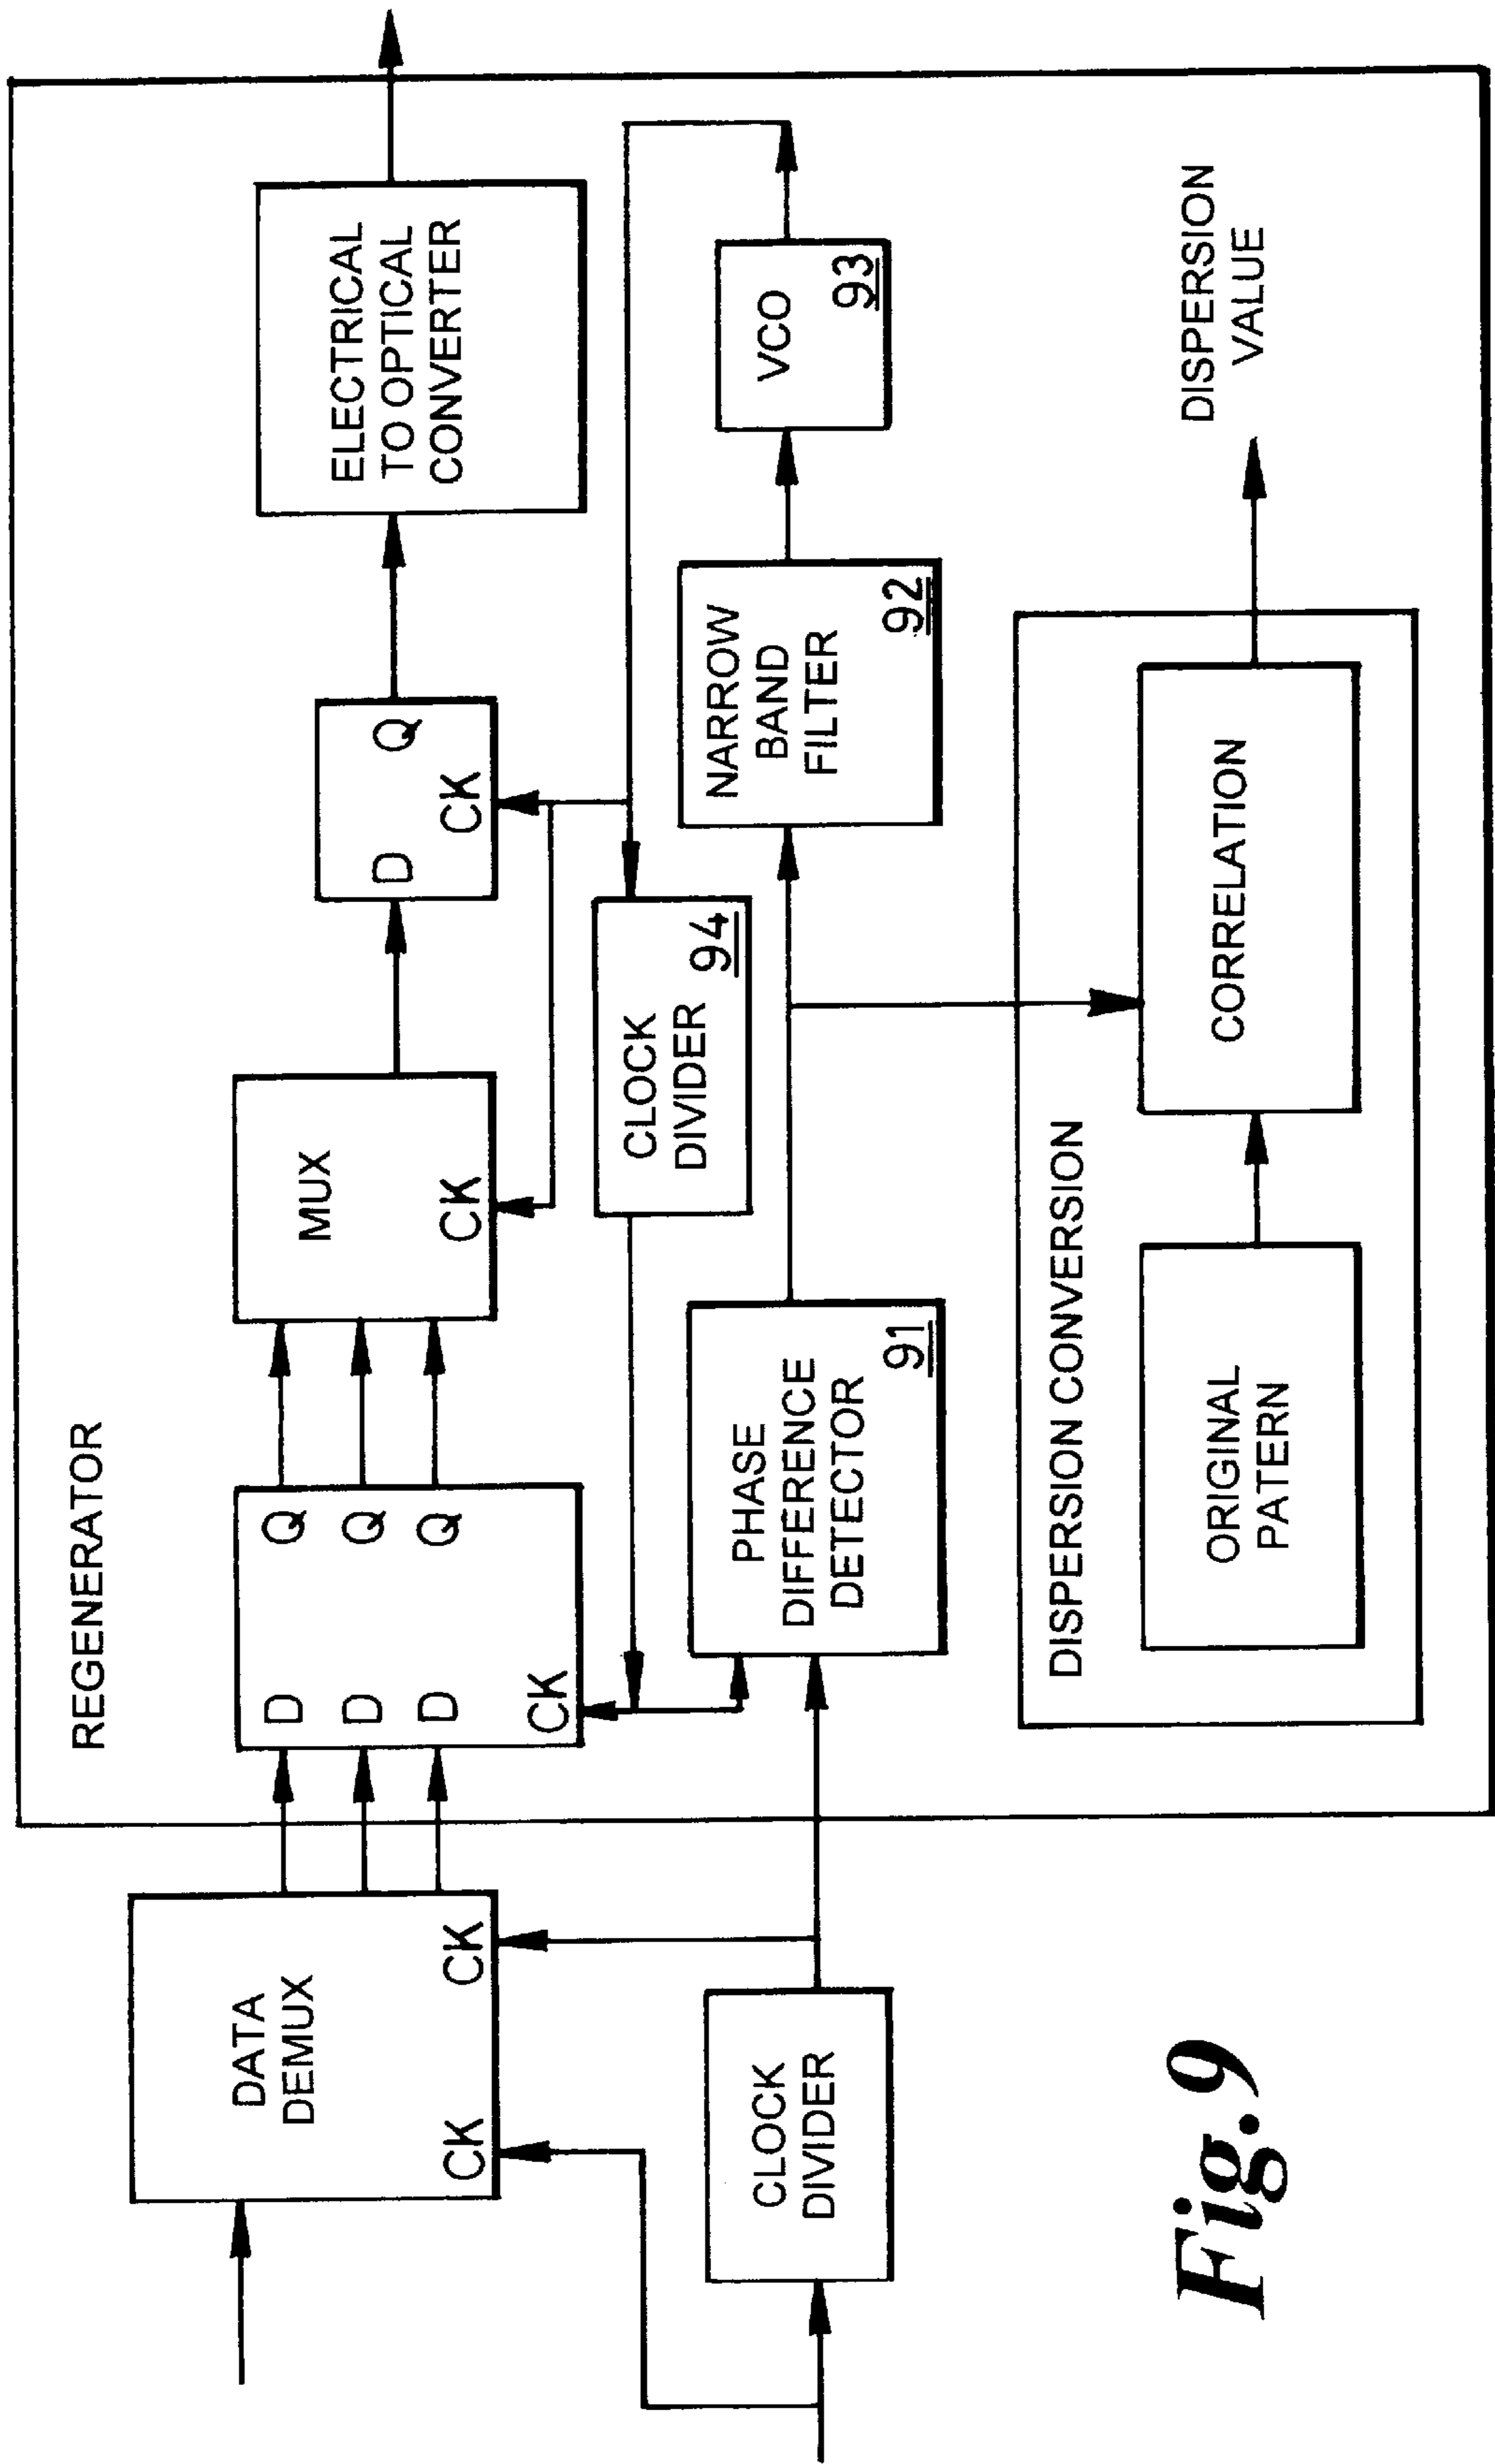 REGENERATOR
DATA
DEMUX
CK
CK
D
D
D
Q
Q
Q
CK
MUX
CK
D
Q
CK
ELECTRICAL
TO OPTICAL
CONVERTER
CLOCK
DIVIDER
CLOCK
DIVIDER
94
PHASE
DIFFERENCE
DETECTOR
91
NARROW
BAND
FILTER
92
VCO
93
DISPERSION CONVERSION
ORIGINAL
PATTERN
CORRELATION
DISPERSION
VALUE
Fig.9